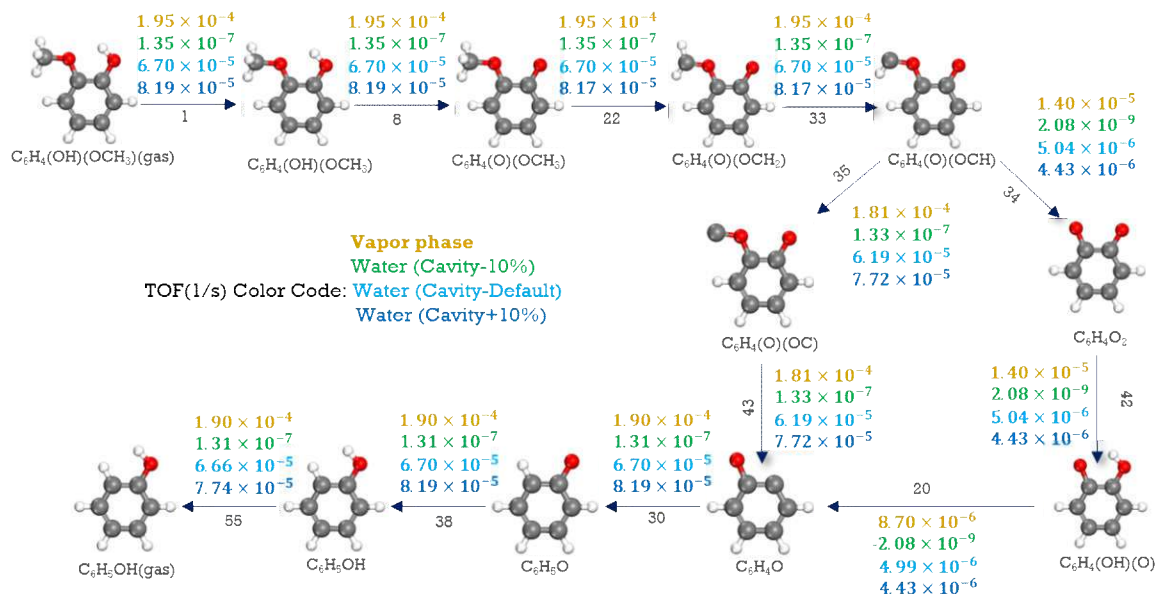 1.95 × 10⁻⁴
1.35 × 10⁻⁷
6.70 × 10⁻⁵
8.19 × 10⁻⁵
1
1.95 × 10⁻⁴
1.35 × 10⁻⁷
6.70 × 10⁻⁵
8.19 × 10⁻⁵
8
1.95 × 10⁻⁴
1.35 × 10⁻⁷
6.70 × 10⁻⁵
8.17 × 10⁻⁵
22
1.95 × 10⁻⁴
1.35 × 10⁻⁷
6.70 × 10⁻⁵
8.17 × 10⁻⁵
33
C₆H₄(OH)(OCH₃)(gas)
C₆H₄(OH)(OCH₃)
C₆H₄(O)(OCH₃)
C₆H₄(O)(OCH₂)
C₆H₄(O)(OCH)
1.40 × 10⁻⁵
2.08 × 10⁻⁹
5.04 × 10⁻⁶
4.43 × 10⁻⁶
35
34
1.81 × 10⁻⁴
1.33 × 10⁻⁷
6.19 × 10⁻⁵
7.72 × 10⁻⁵
Vapor phase
Water (Cavity-10%)
TOF(1/s) Color Code: Water (Cavity-Default)
Water (Cavity+10%)
C₆H₄(O)(OC)
C₆H₄O₂
1.81 × 10⁻⁴
1.33 × 10⁻⁷
6.19 × 10⁻⁵
7.72 × 10⁻⁵
43
1.40 × 10⁻⁵
2.08 × 10⁻⁹
5.04 × 10⁻⁶
4.43 × 10⁻⁶
42
1.90 × 10⁻⁴
1.31 × 10⁻⁷
6.66 × 10⁻⁵
7.74 × 10⁻⁵
55
1.90 × 10⁻⁴
1.31 × 10⁻⁷
6.70 × 10⁻⁵
8.19 × 10⁻⁵
38
1.90 × 10⁻⁴
1.31 × 10⁻⁷
6.70 × 10⁻⁵
8.19 × 10⁻⁵
30
20
8.70 × 10⁻⁶
-2.08 × 10⁻⁹
4.99 × 10⁻⁶
4.43 × 10⁻⁶
C₆H₅OH(gas)
C₆H₅OH
C₆H₅O
C₆H₄O
C₆H₄(OH)(O)